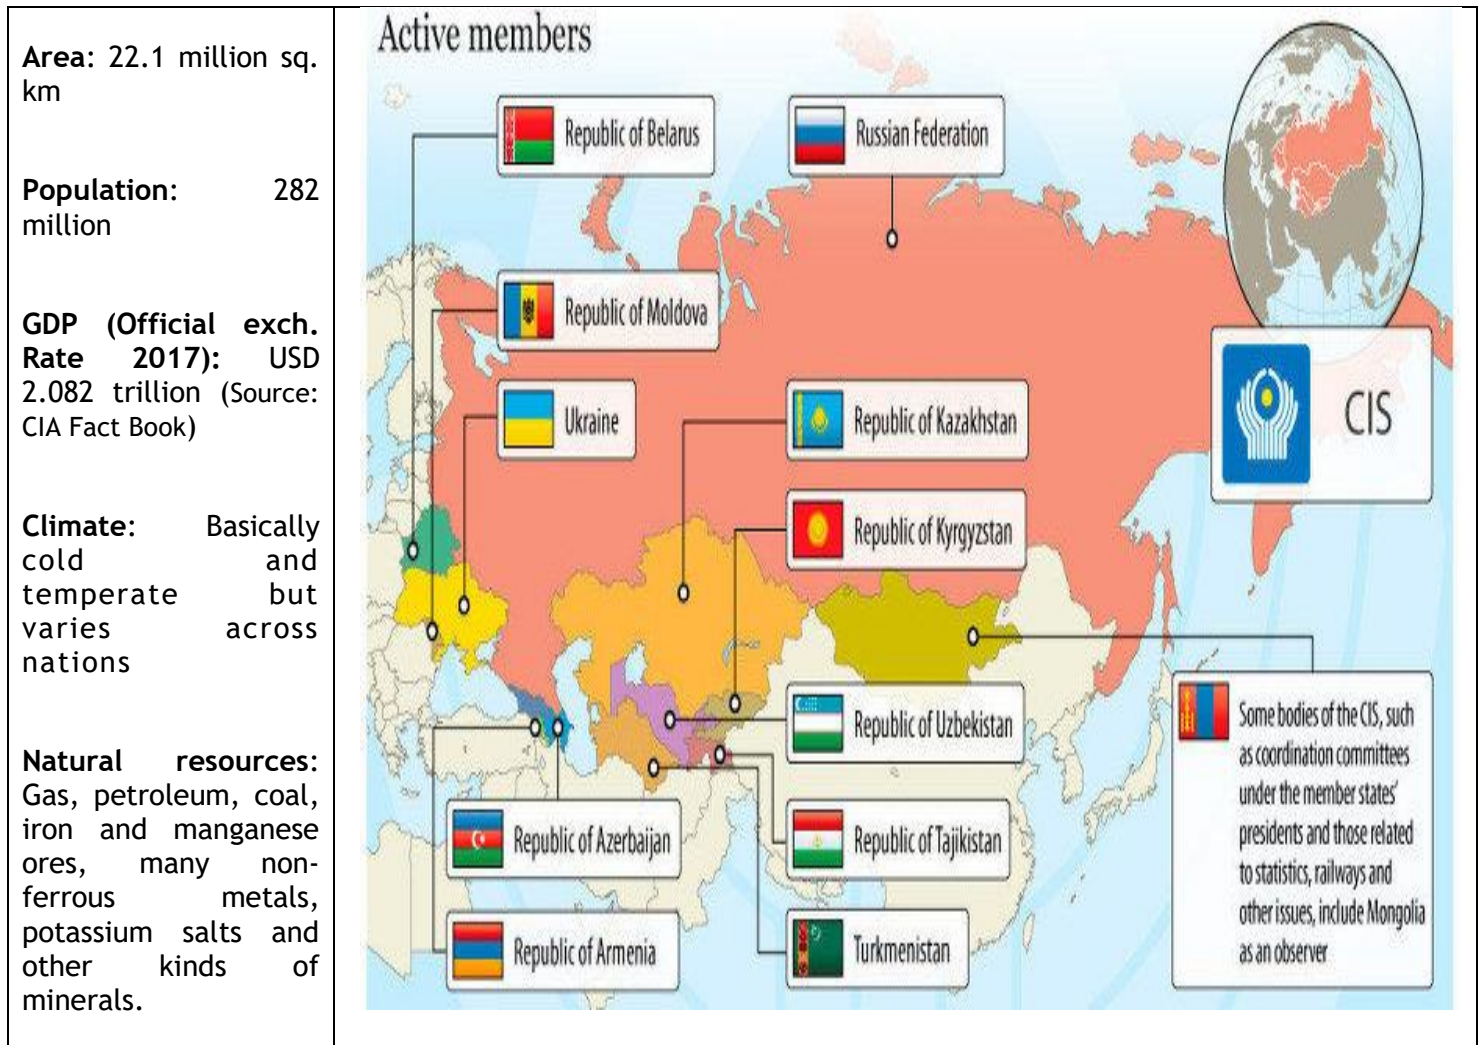 Area: 22.1 million sq.
km
Population: 282
million
GDP (Official exch.
Rate 2017): USD
2.082 trillion (Source:
CIA Fact Book)
Climate: Basically
cold and
temperate but
varies across
nations
Natural resources:
Gas, petroleum, coal,
iron and manganese
ores, many non-
ferrous metals,
potassium salts and
other kinds of
minerals.
Active members
Republic of Belarus
Russian Federation
Republic of Moldova
Ukraine
Republic of Kazakhstan
CIS
Republic of Kyrgyzstan
Republic of Uzbekistan
Republic of Azerbaijan
Republic of Tajikistan
Republic of Armenia
Turkmenistan
Some bodies of the CIS, such
as coordination committees
under the member states'
presidents and those related
to statistics, railways and
other issues, include Mongolia
as an observer